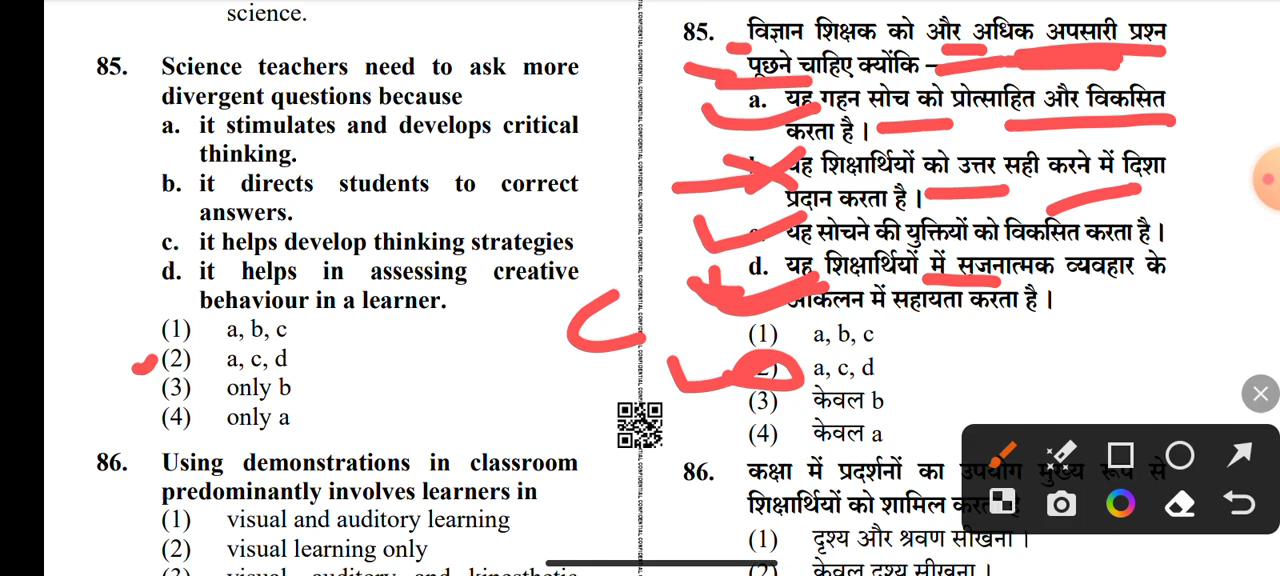 science.
85. Science teachers need to ask more
divergent questions because
a. it stimulates and develops critical
thinking.
b. it directs students to correct
answers.
c. it helps develop thinking strategies
d. it helps in assessing creative
behaviour in a learner.
(1) a, b, c
(2) a, c, d
(3) only b
(4) only a
86. Using demonstrations in classroom
predominantly involves learners in
(1) visual and auditory learning
(2) visual learning only
85. विज्ञान शिक्षक को और अधिक अपसारी प्रश्न
पूछने चाहिए क्योंकि –
a. यह गहन सोच को प्रोत्साहित और विकसित
करता है।
यह शिक्षार्थियों को उत्तर सही करने में दिशा
प्रदान करता है।
यह सोचने की युक्तियों को विकसित करता है।
d. यह शिक्षार्थियों में सृजनात्मक व्यवहार के
आकलन में सहायता करता है।
(1) a, b, c
(2) a, c, d
(3) केवल b
(4) केवल a
86. कक्षा में प्रदर्शनों का उपयोग मुख्य रूप से
शिक्षार्थियों को शामिल
(1) दृश्य और श्रवण सीखना।
(2) केवल दृश्य सीखना।